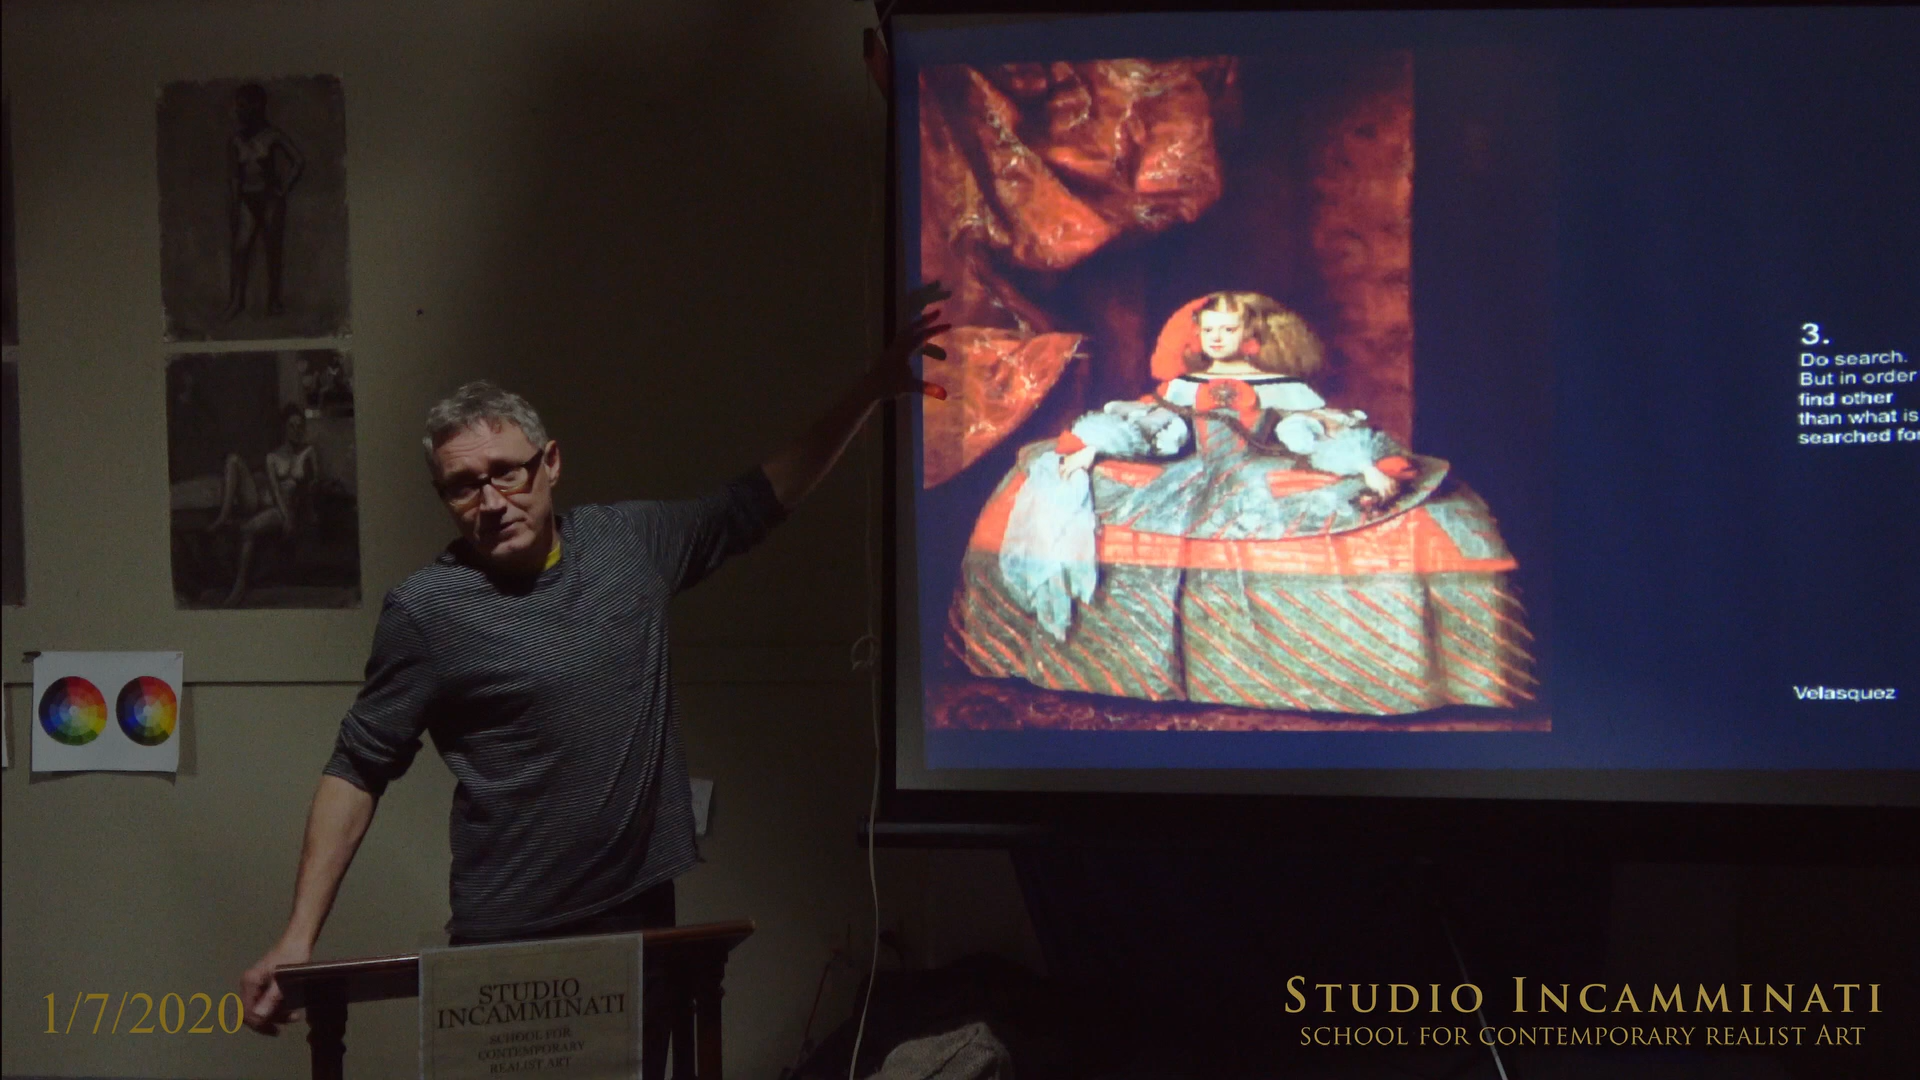 3.
Do search.
But in order
find other
than what is
searched for
Velasquez
STUDIO
INCAMMINATI
SCHOOL FOR
CONTEMPORARY
REALIST ART
1/7/2020
STUDIO INCAMMINATI
SCHOOL FOR CONTEMPORARY REALIST ART